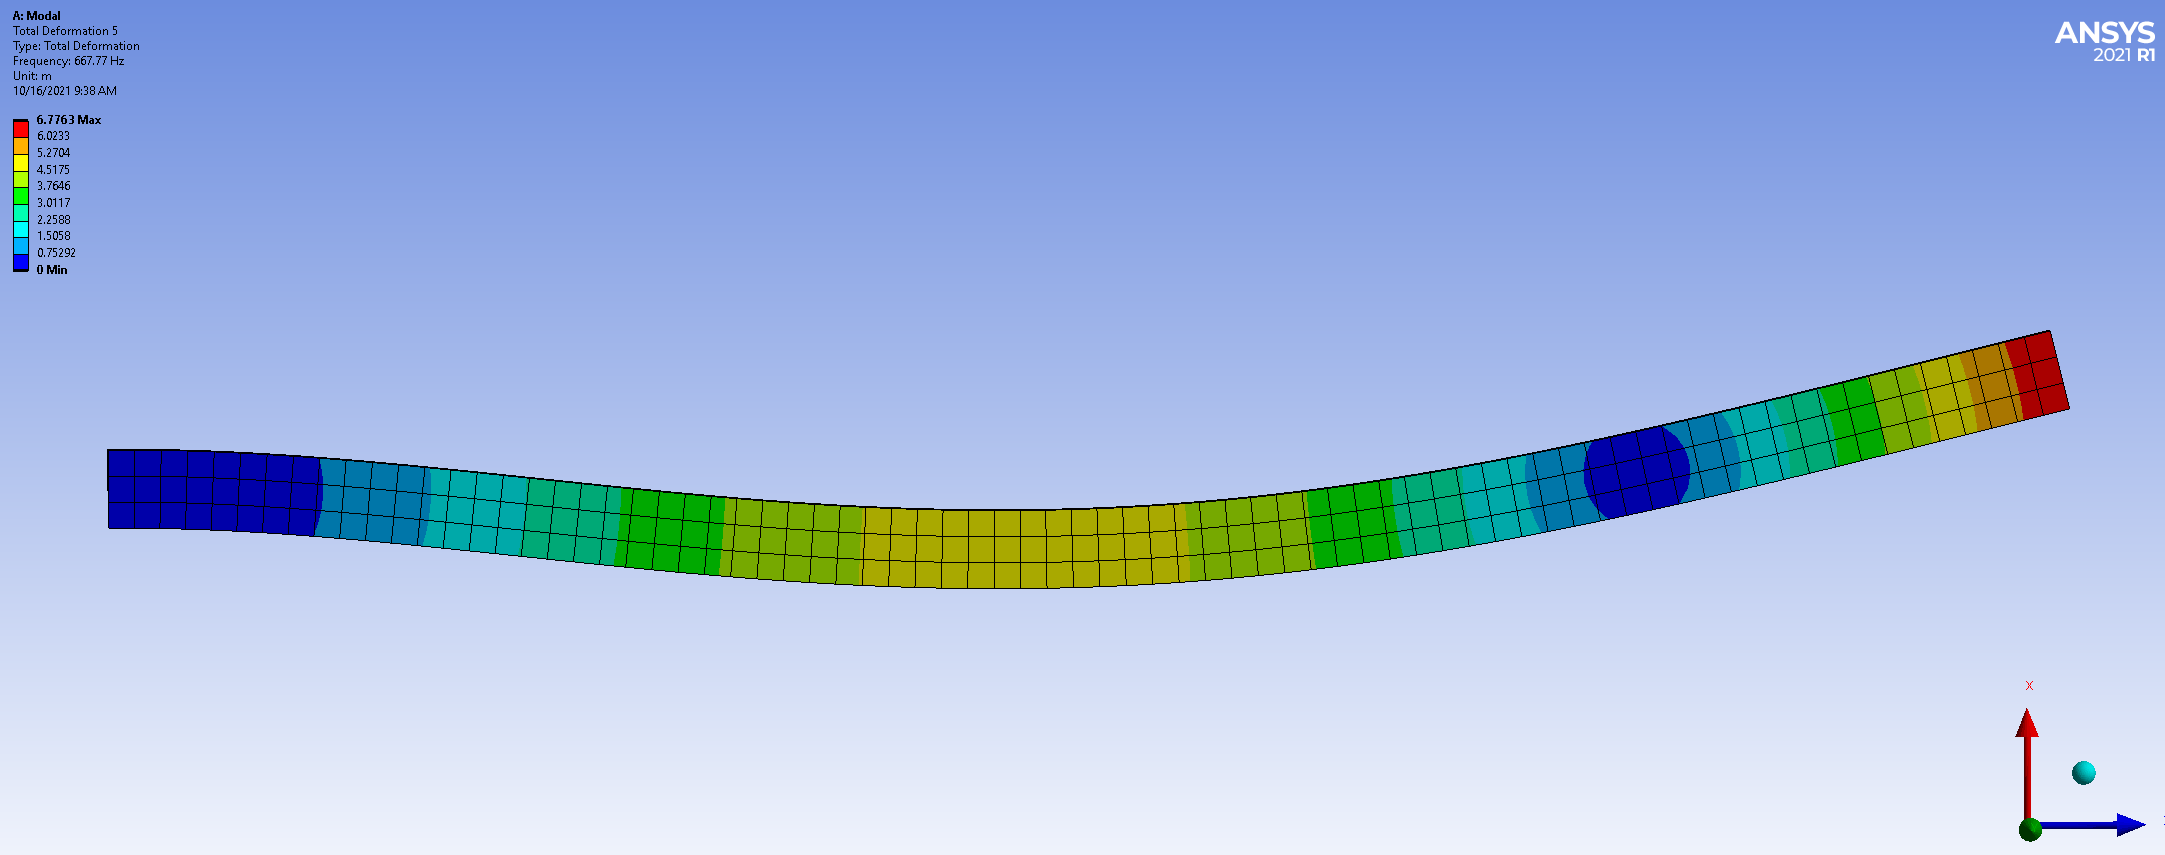 A: Modal
Total Deformation 5
Type: Total Deformation
Frequency: 667.77 Hz
Unit: m
10/16/2021 9:38 AM
6.7763 Max
6.0233
5.2704
4.5175
3.7646
3.0117
2.2588
1.5058
0.75292
0 Min
ANSYS
2021 R1
X